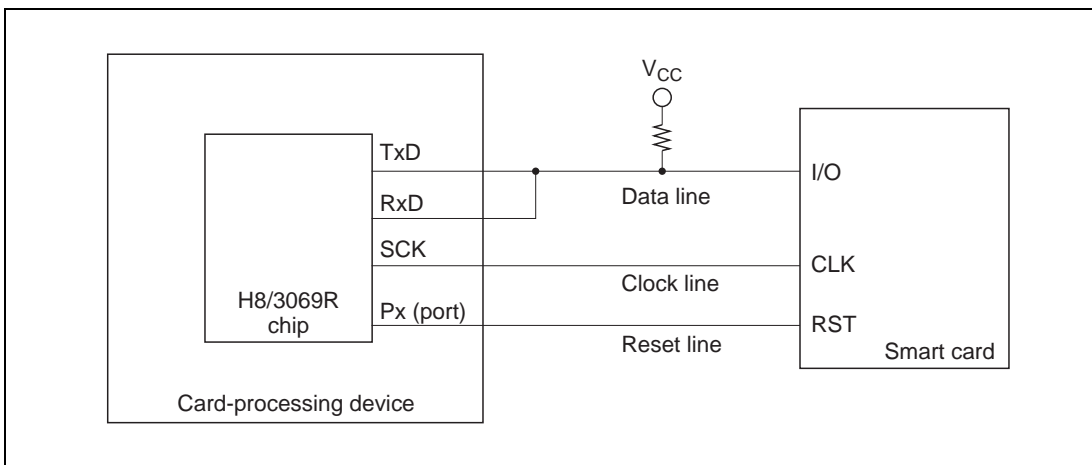 V_CC
TxD
I/O
Data line
RxD
SCK
CLK
Clock line
H8/3069R
chip
Px (port)
RST
Reset line
Smart card
Card-processing device